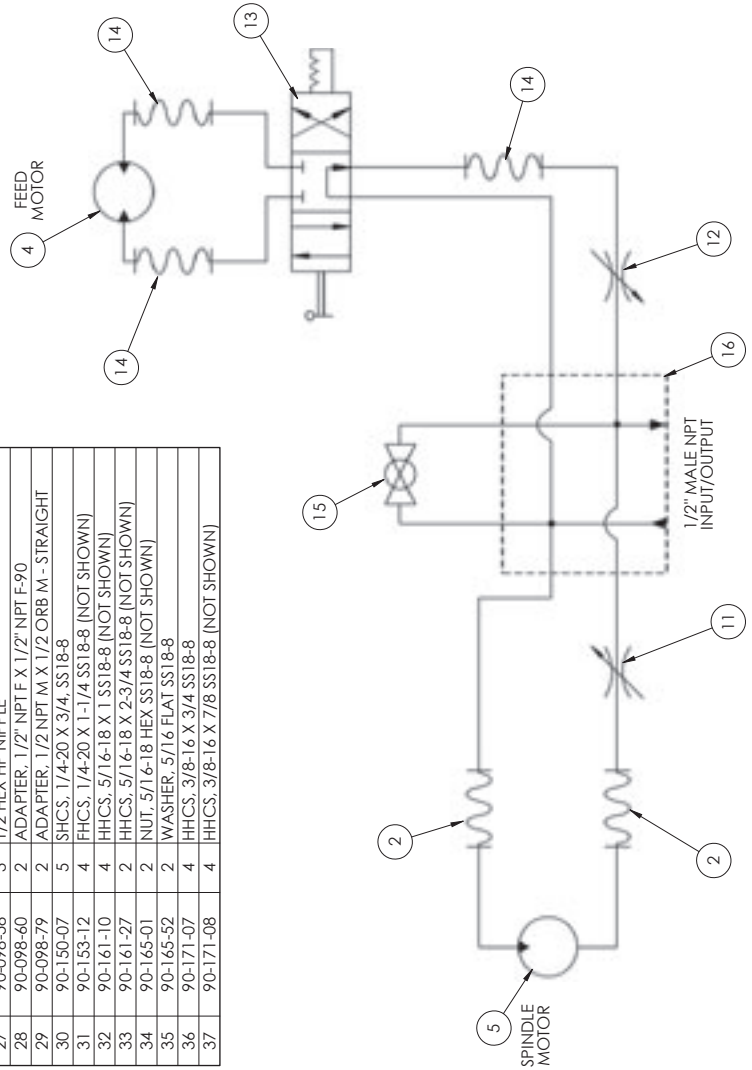 27 3 1/2 HEX HP NIPPLE
28 90-098-60 2 ADAPTER, 1/2" NPT F X 1/2" NPT F-90
29 90-098-79 2 ADAPTER, 1/2 NPT M X 1/2 ORB M - STRAIGHT
30 90-150-07 5 SHCS, 1/4-20 X 3/4, SS18-8
31 90-153-12 4 FHCS, 1/4-20 X 1-1/4 SS18-8 (NOT SHOWN)
32 90-161-10 4 HHCS, 5/16-18 X 1 SS18-8 (NOT SHOWN)
33 90-161-27 2 HHCS, 5/16-18 X 2-3/4 SS18-8 (NOT SHOWN)
34 90-165-01 2 NUT, 5/16-18 HEX SS18-8 (NOT SHOWN)
35 90-165-52 2 WASHER, 5/16 FLAT SS18-8
36 90-171-07 4 HHCS, 3/8-16 X 3/4 SS18-8
37 90-171-08 4 HHCS, 3/8-16 X 7/8 SS18-8 (NOT SHOWN)
4
FEED
MOTOR
14
14
13
14
15
12
16
1/2" MALE NPT
INPUT/OUTPUT
11
2
2
5
SPINDLE
MOTOR